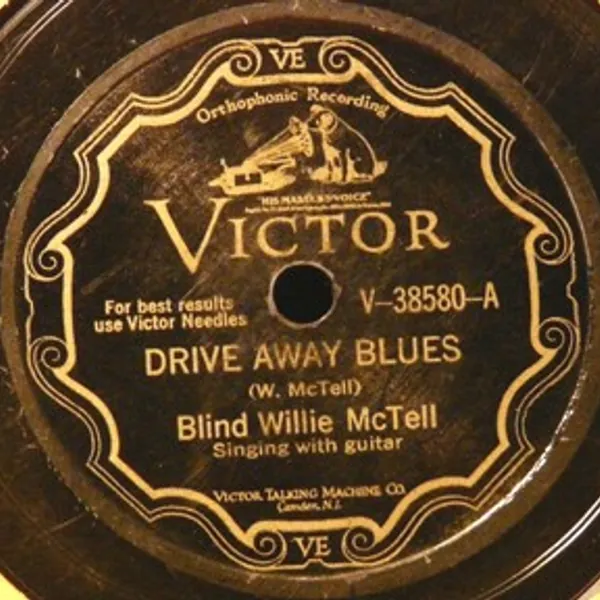 VE
Orthophonic Recording
"HIS MASTER'S VOICE"
VICTOR
For best results
use Victor Needles
V-38580-A
DRIVE AWAY BLUES
(W. McTell)
Blind Willie McTell
Singing with guitar
VICTOR TALKING MACHINE CO.
Camden, N.J.
VE